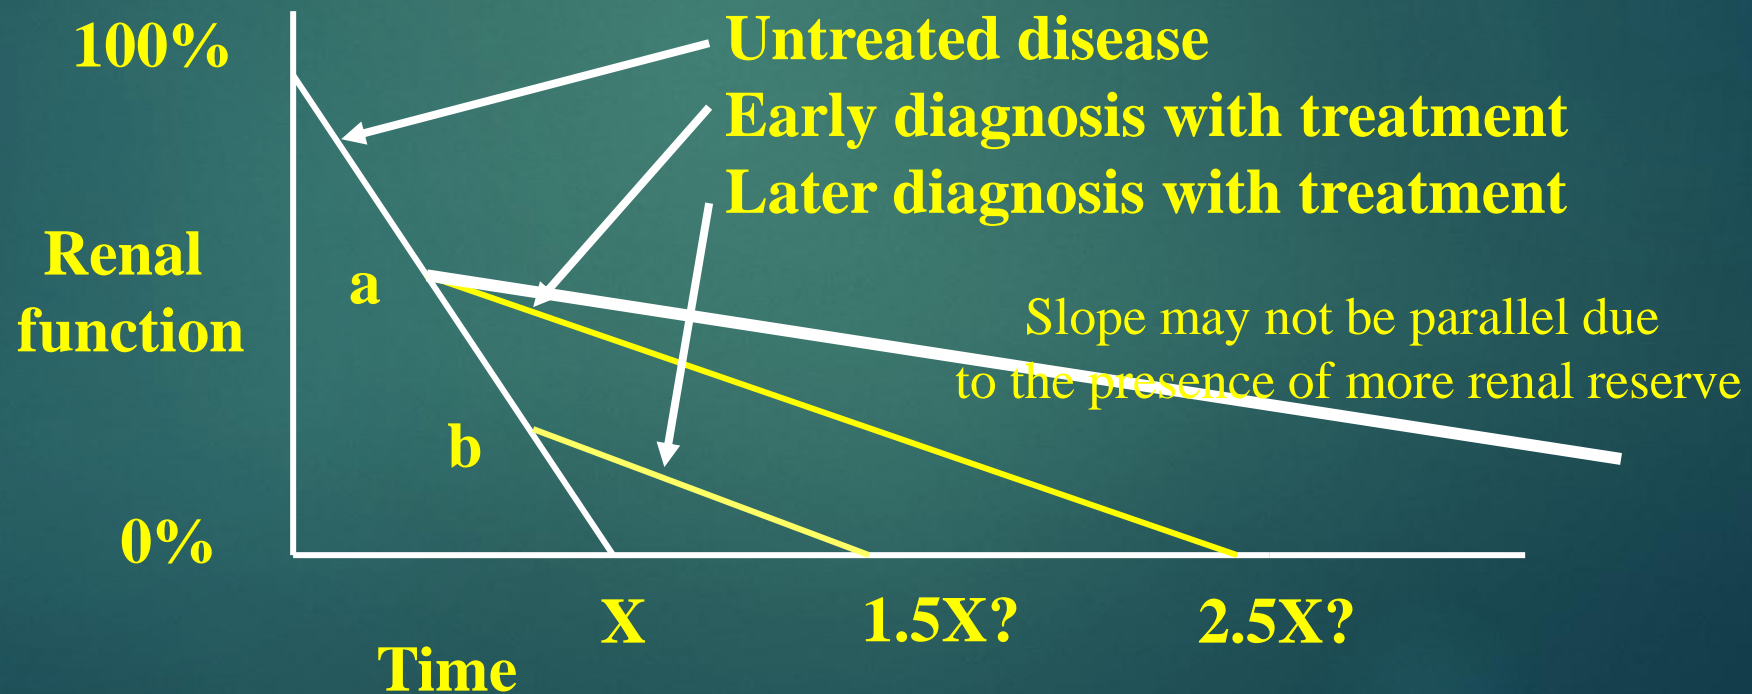 100%
Untreated disease
Early diagnosis with treatment
Later diagnosis with treatment
Renal
function
a
Slope may not be parallel due
to the presence of more renal reserve
b
0%
X
1.5X?
2.5X?
Time